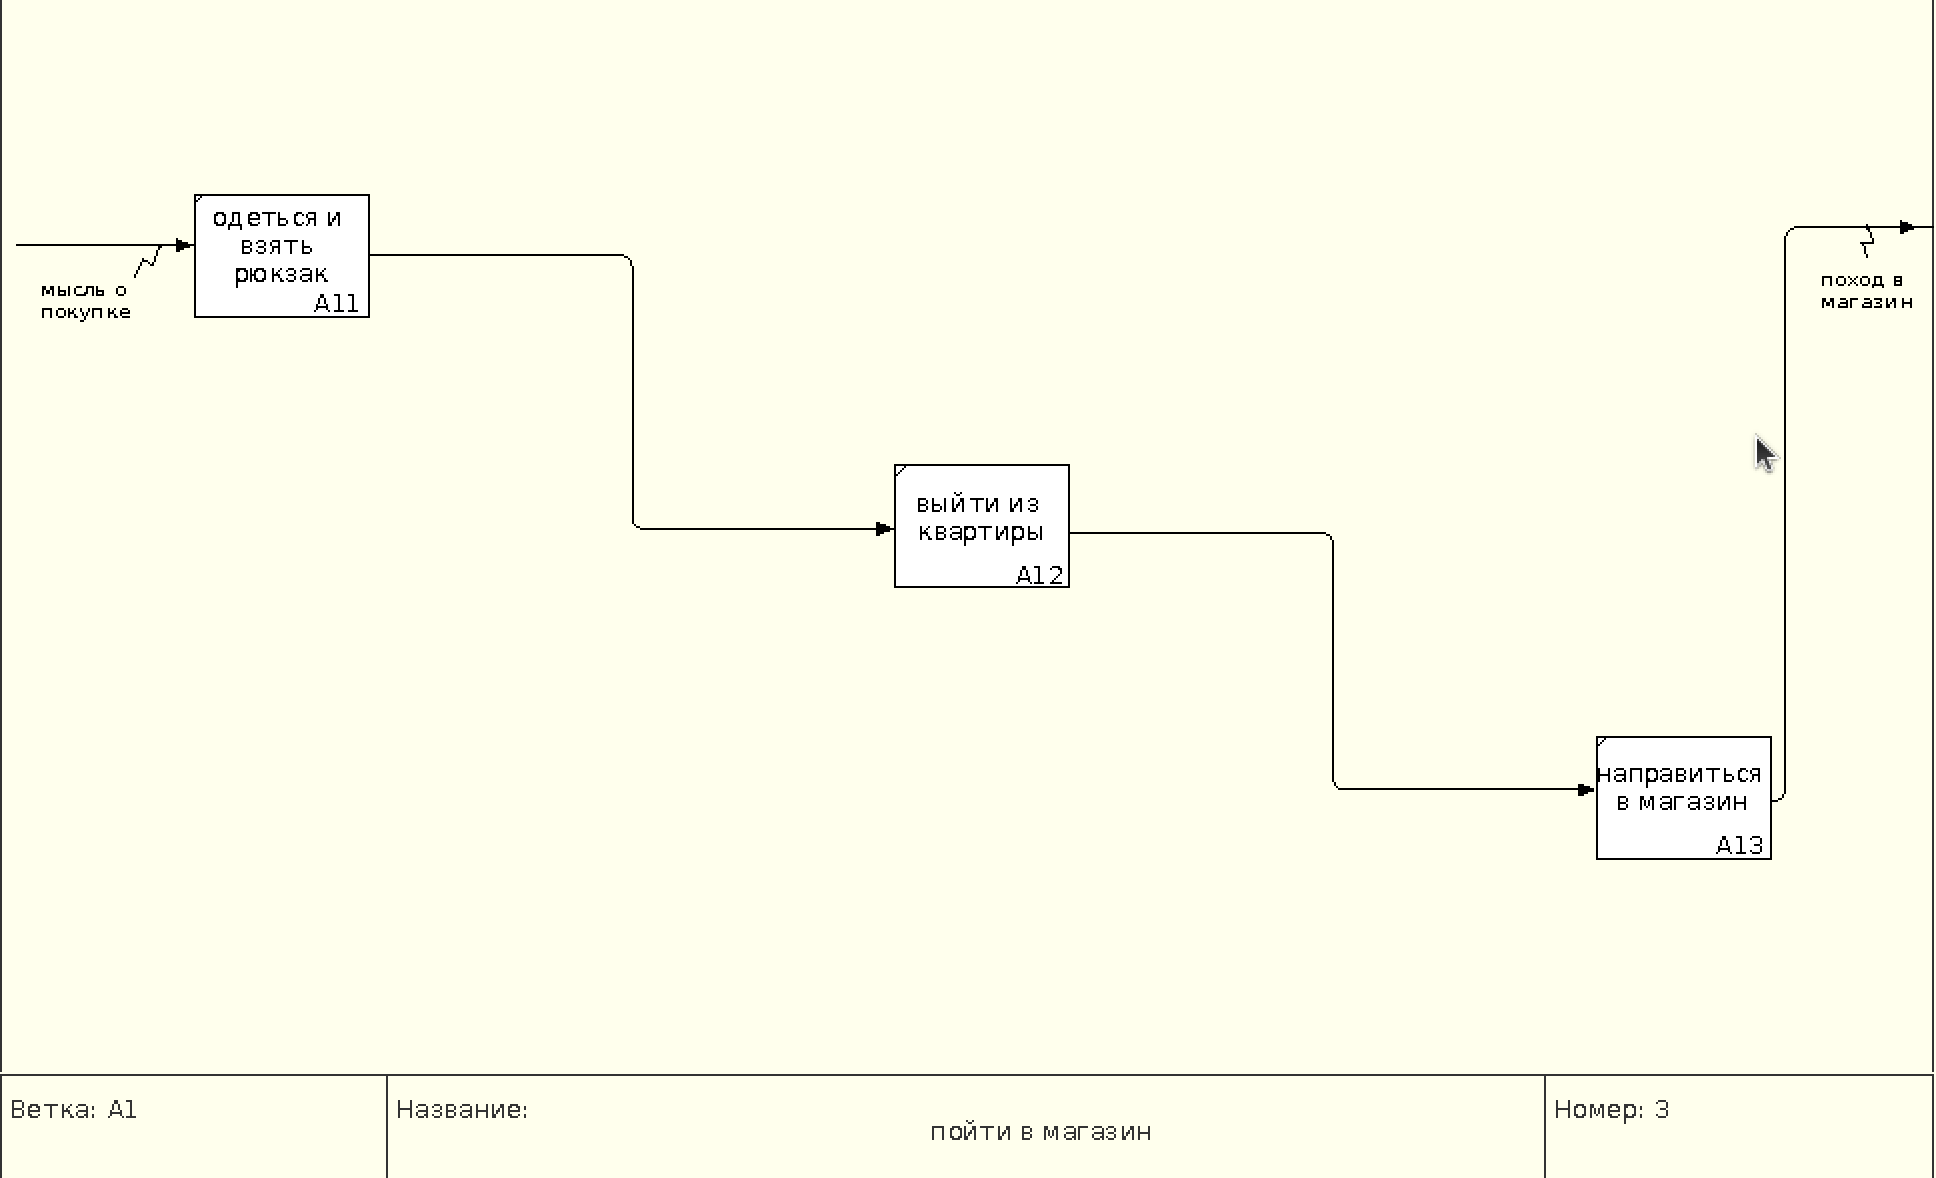 одеться и
взять
рюкзак
A11
мысль о
покупке
поход в
магазин
выйти из
квартиры
A12
направиться
в магазин
A13
Ветка: A1
Название:
пойти в магазин
Номер: 3